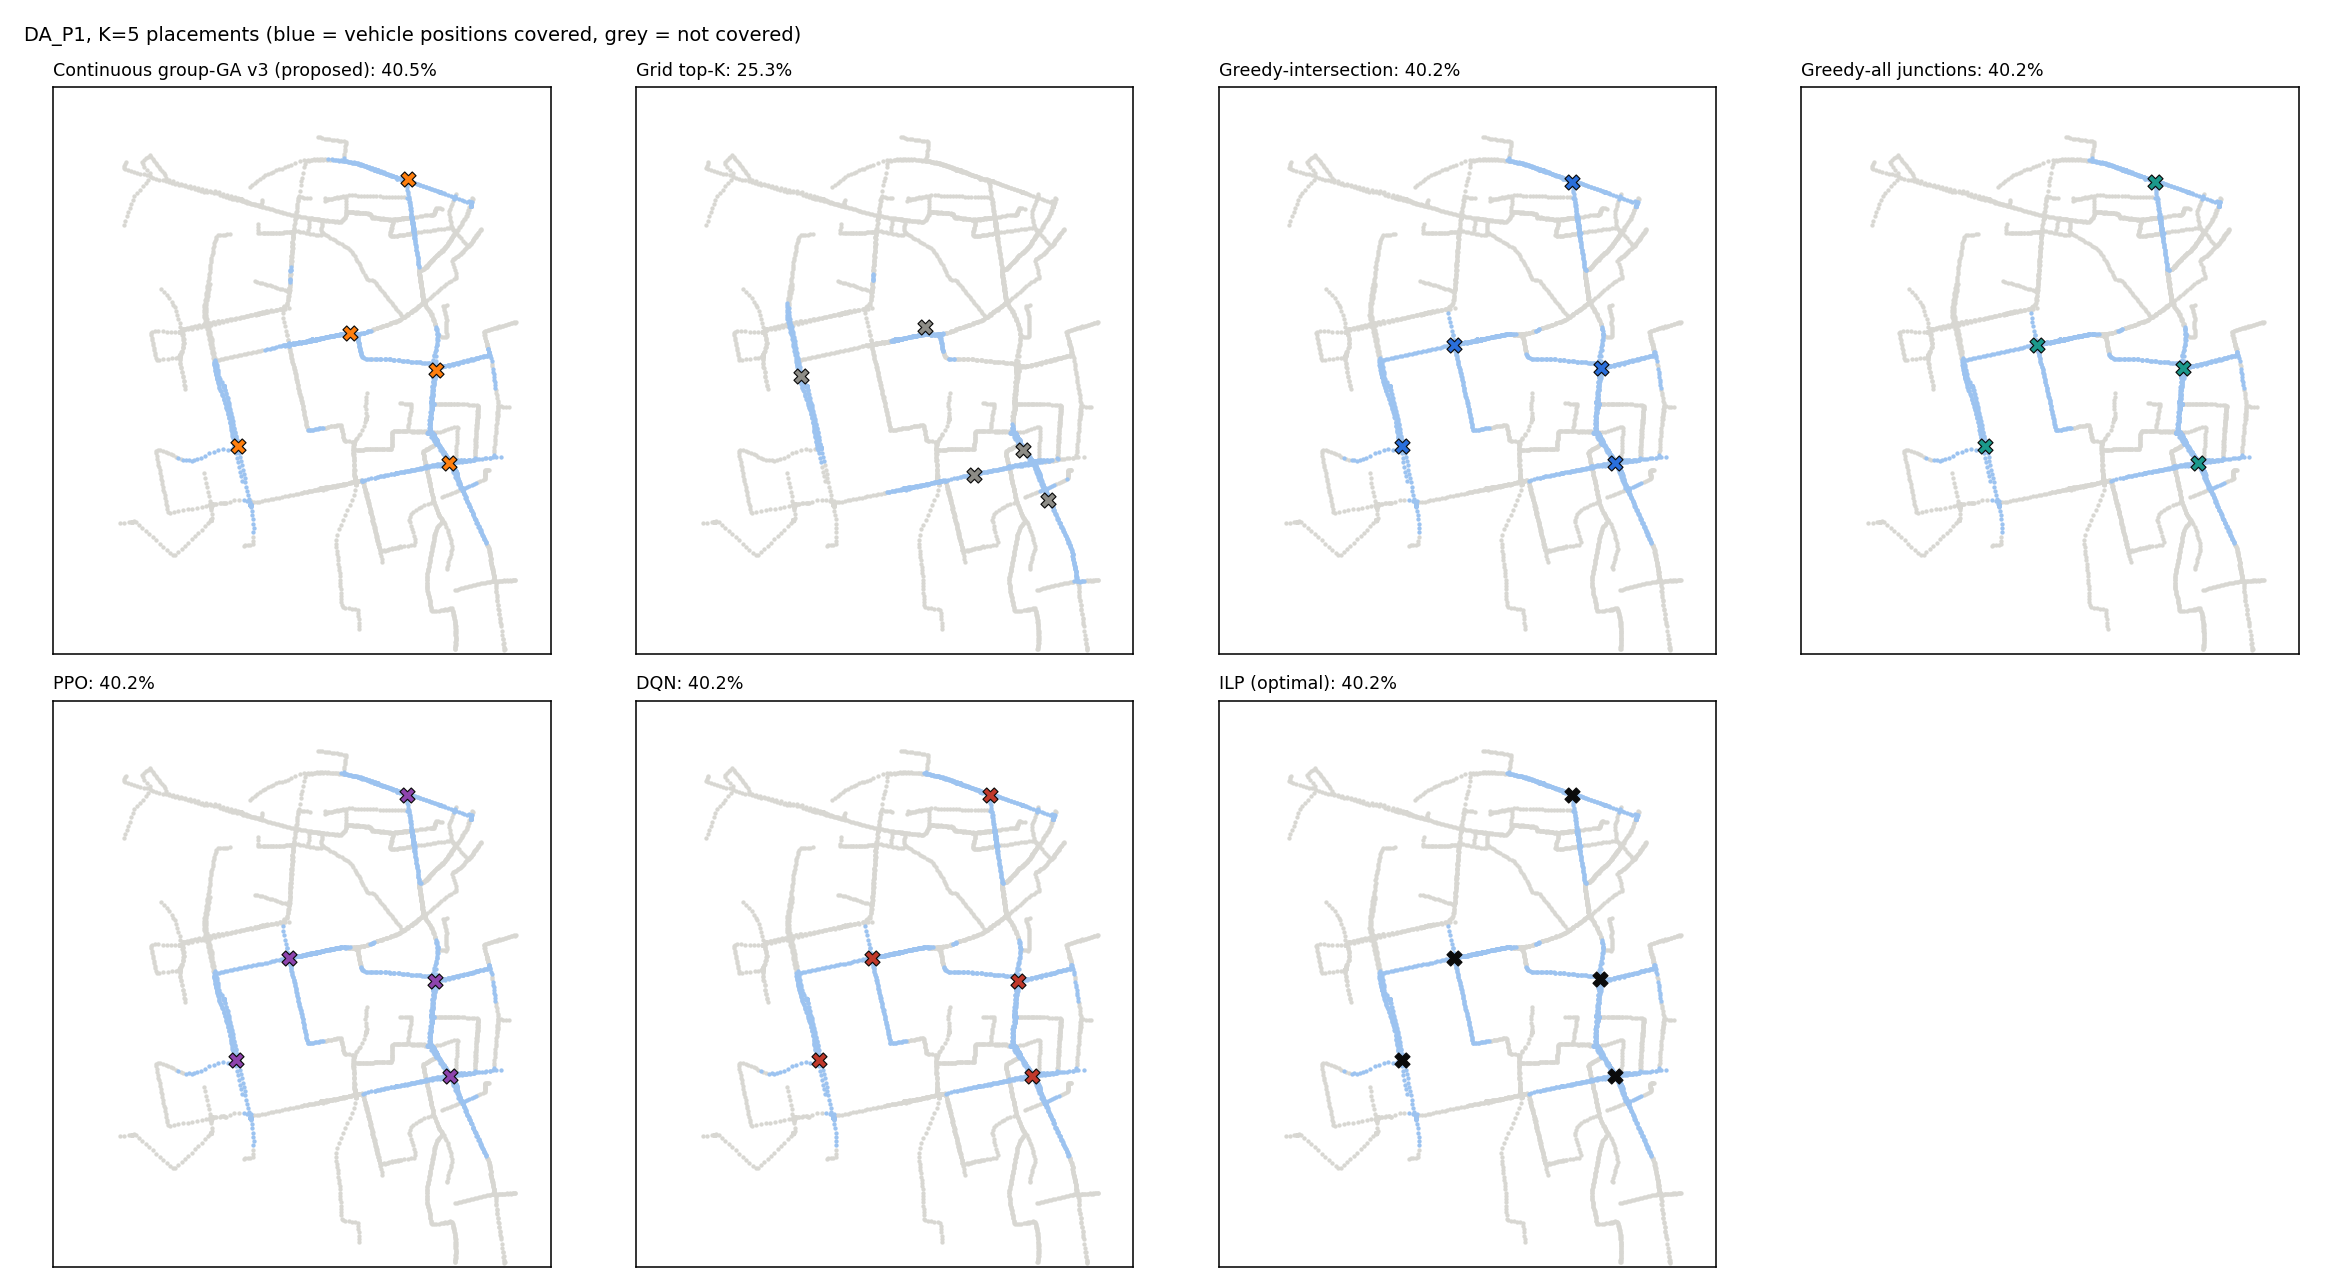 DA_P1, K=5 placements (blue = vehicle positions covered, grey = not covered)
Continuous group-GA v3 (proposed): 40.5%
Grid top-K: 25.3%
Greedy-intersection: 40.2%
Greedy-all junctions: 40.2%
PPO: 40.2%
DQN: 40.2%
ILP (optimal): 40.2%